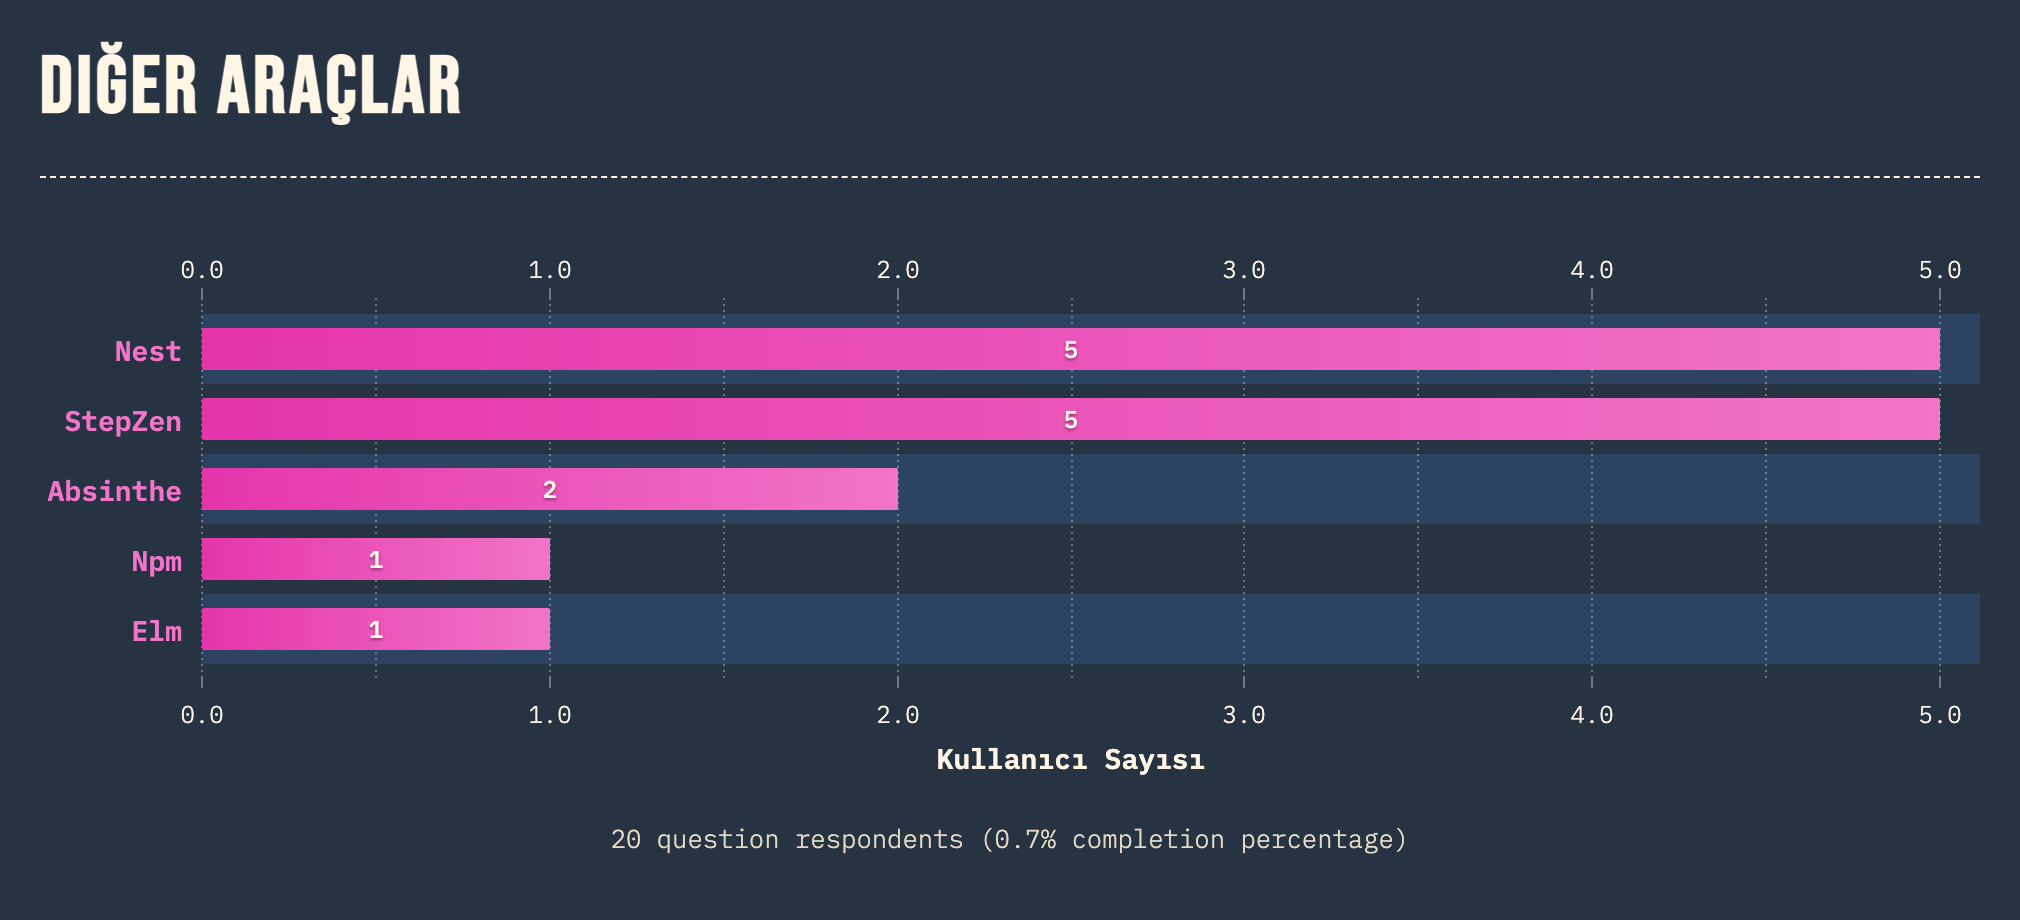 DIĞER ARAÇLAR
0.0 1.0 2.0 3.0 4.0 5.0
Nest 5
StepZen 5
Absinthe 2
Npm 1
Elm 1
0.0 1.0 2.0 3.0 4.0 5.0
Kullanıcı Sayısı
20 question respondents (0.7% completion percentage)